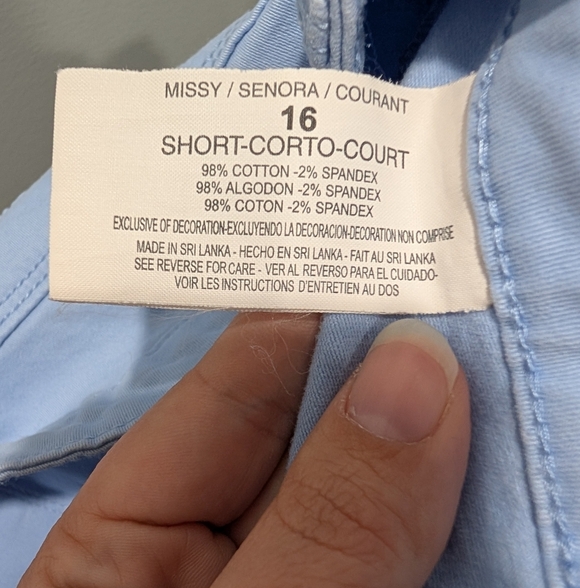 MISSY / SENORA / COURANT
16
SHORT-CORTO-COURT
98% COTTON -2% SPANDEX
98% ALGODON -2% SPANDEX
98% COTON -2% SPANDEX
EXCLUSIVE OF DECORATION-EXCLUYENDO LA DECORACION-DECORATION NON COMPRISE
MADE IN SRI LANKA - HECHO EN SRI LANKA - FAIT AU SRI LANKA
SEE REVERSE FOR CARE - VER AL REVERSO PARA EL CUIDADO-
VOIR LES INSTRUCTIONS D'ENTRETIEN AU DOS